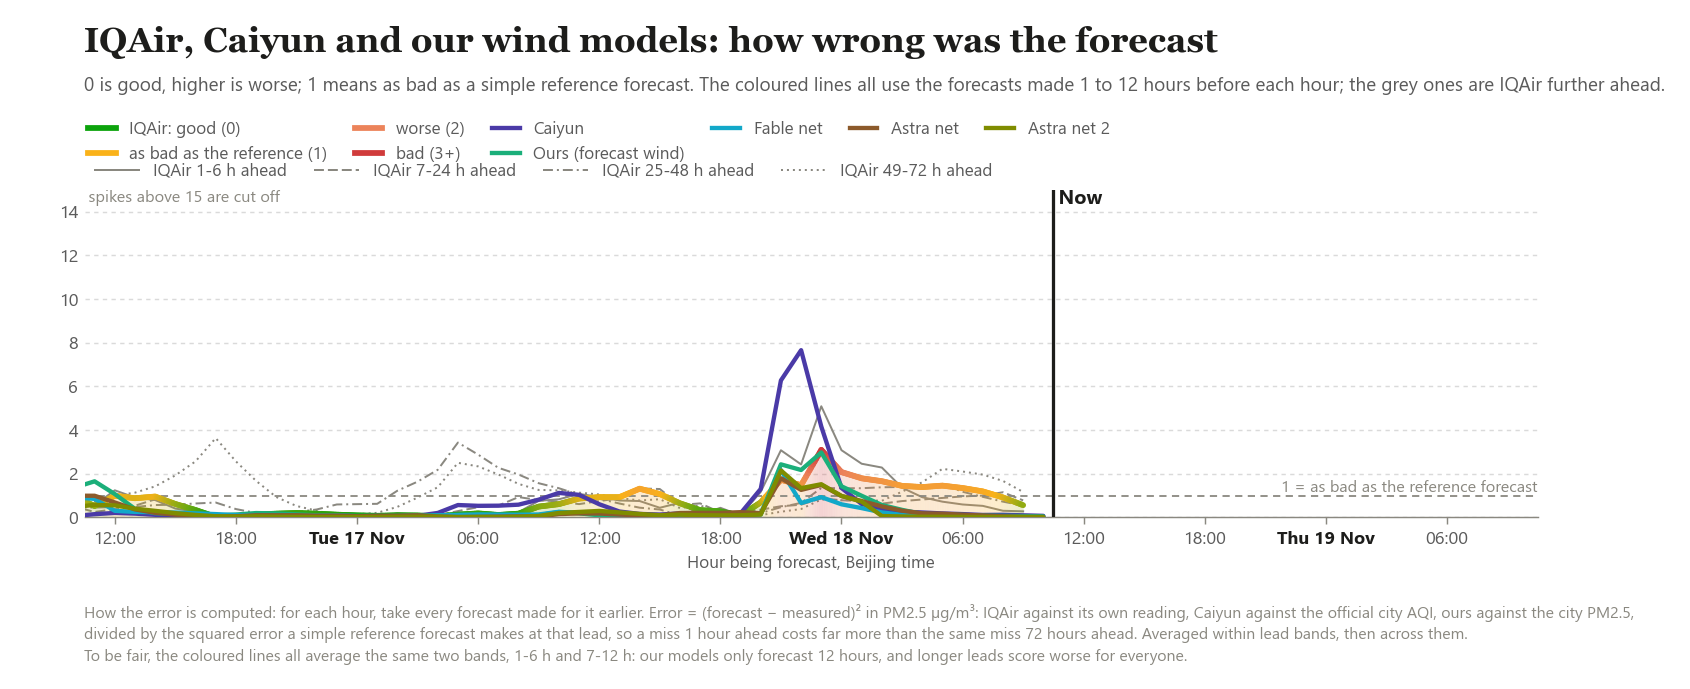 IQAir, Caiyun and our wind models: how wrong was the forecast
0 is good, higher is worse; 1 means as bad as a simple reference forecast. The coloured lines all use the forecasts made 1 to 12 hours before each hour; the grey ones are IQAir further ahead.
IQAir: good (0) worse (2) Caiyun Fable net Astra net Astra net 2
as bad as the reference (1) bad (3+) Ours (forecast wind)
IQAir 1-6 h ahead IQAir 7-24 h ahead IQAir 25-48 h ahead IQAir 49-72 h ahead
spikes above 15 are cut off
Now
14
12
10
8
6
4
2
0
1 = as bad as the reference forecast
12:00 18:00 Tue 17 Nov 06:00 12:00 18:00 Wed 18 Nov 06:00 12:00 18:00 Thu 19 Nov 06:00
Hour being forecast, Beijing time
How the error is computed: for each hour, take every forecast made for it earlier. Error = (forecast − measured)² in PM2.5 µg/m³: IQAir against its own reading, Caiyun against the official city AQI, ours against the city PM2.5,
divided by the squared error a simple reference forecast makes at that lead, so a miss 1 hour ahead costs far more than the same miss 72 hours ahead. Averaged within lead bands, then across them.
To be fair, the coloured lines all average the same two bands, 1-6 h and 7-12 h: our models only forecast 12 hours, and longer leads score worse for everyone.